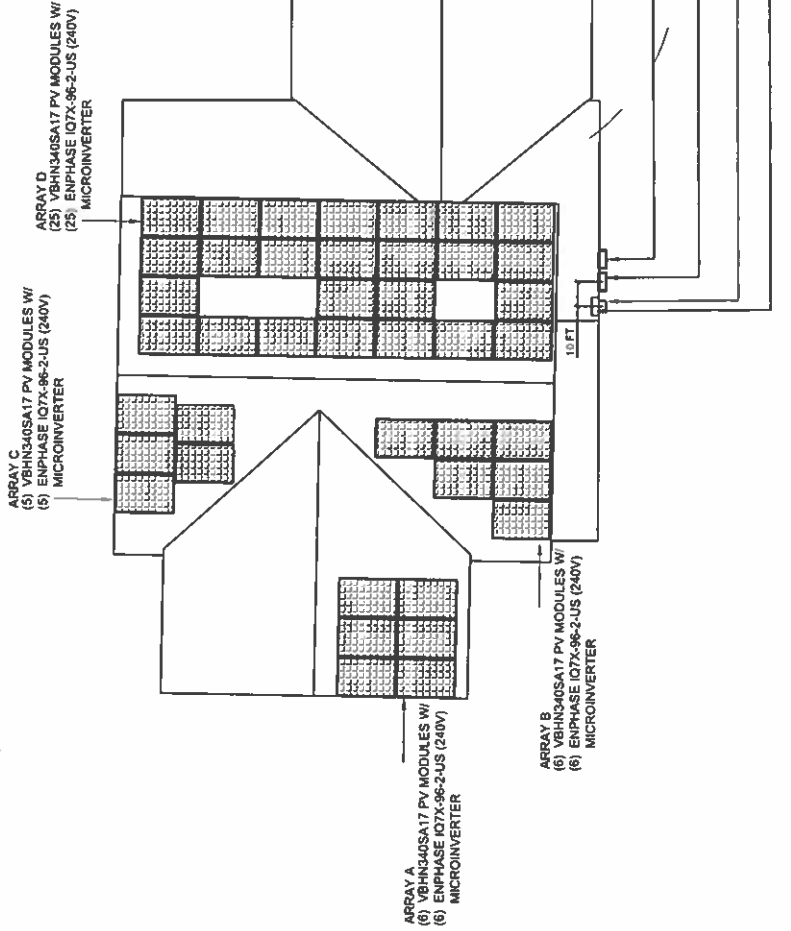 ARRAY D
(25) VBHN340SA17 PV MODULES W/
(25) ENPHASE IQ7X-96-2-US (240V)
MICROINVERTER
ARRAY C
(5) VBHN340SA17 PV MODULES W/
(5) ENPHASE IQ7X-96-2-US (240V)
MICROINVERTER
10 FT
ARRAY B
(6) VBHN340SA17 PV MODULES W/
(6) ENPHASE IQ7X-96-2-US (240V)
MICROINVERTER
ARRAY A
(6) VBHN340SA17 PV MODULES W/
(6) ENPHASE IQ7X-96-2-US (240V)
MICROINVERTER